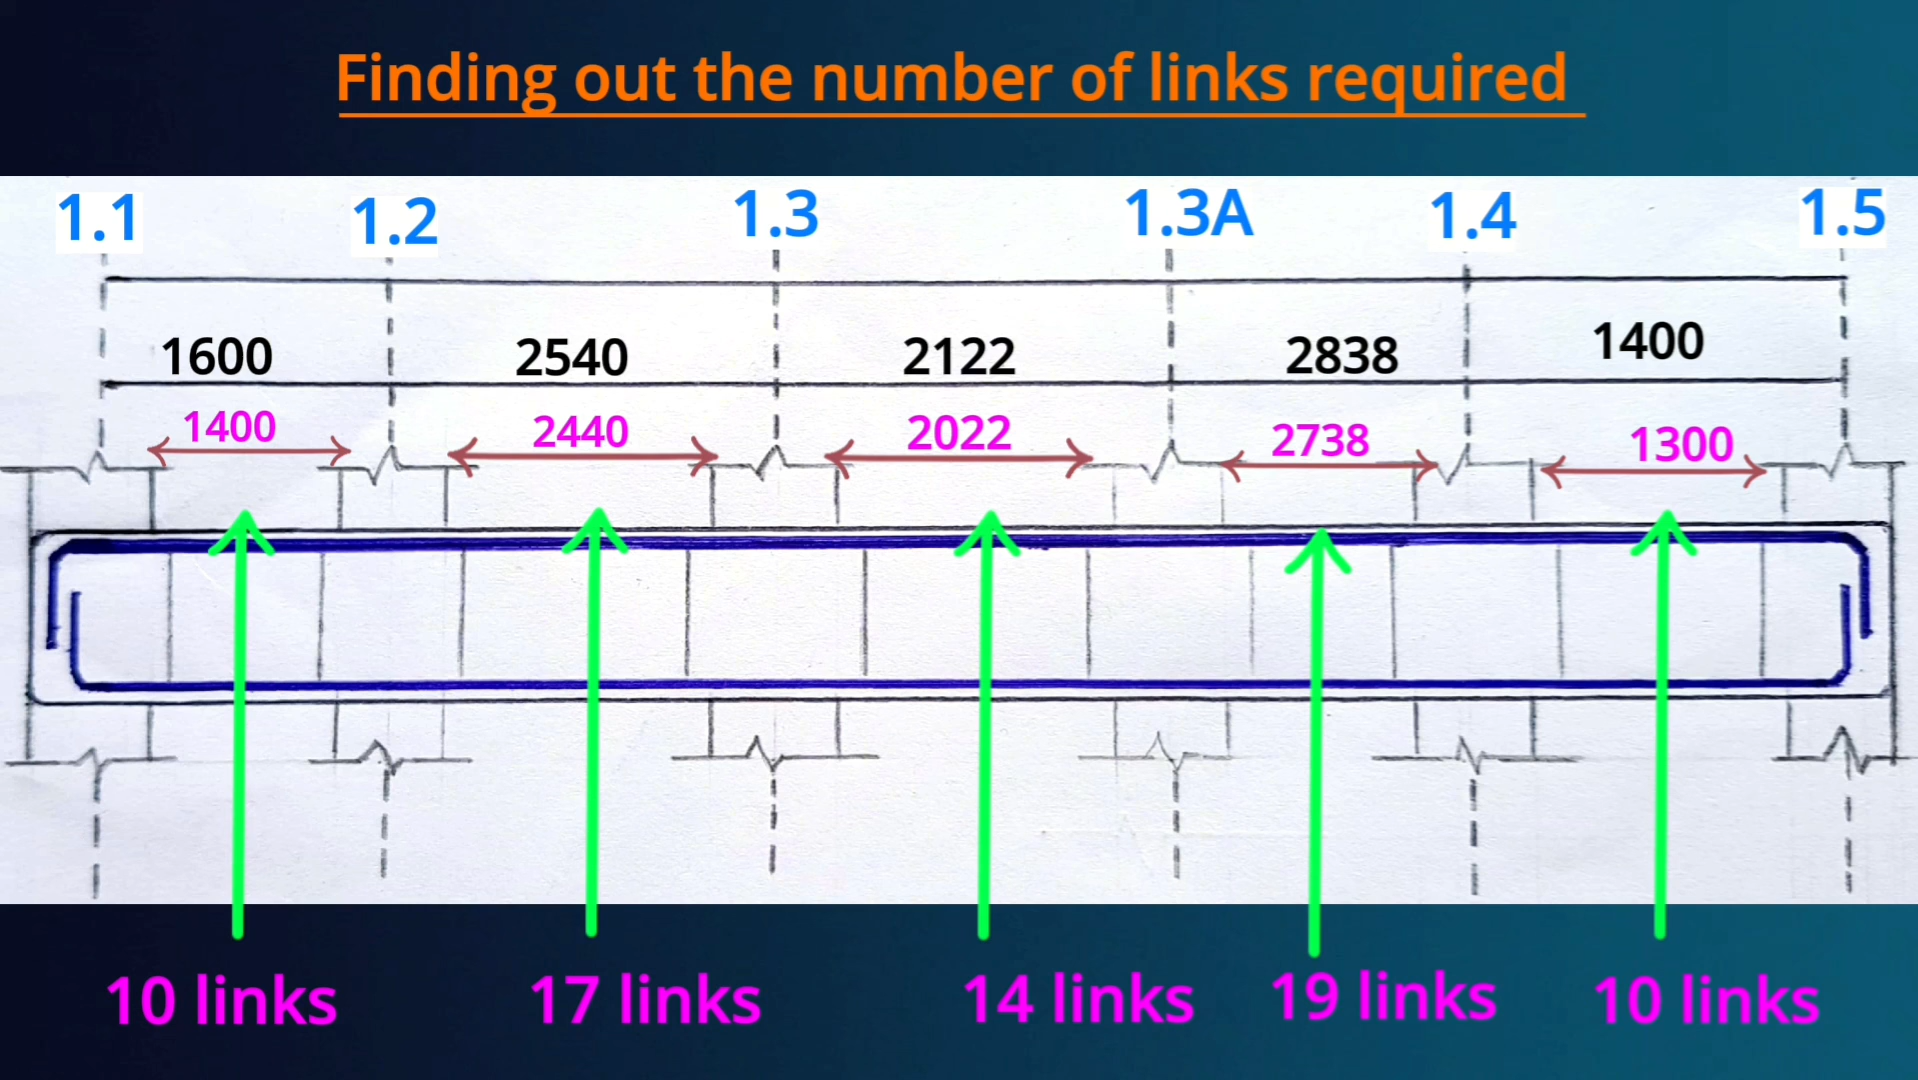 Finding out the number of links required
1.1 1.2 1.3 1.3A 1.4 1.5
1600 2540 2122 2838 1400
1400 2440 2022 2738 1300
10 links 17 links 14 links 19 links 10 links